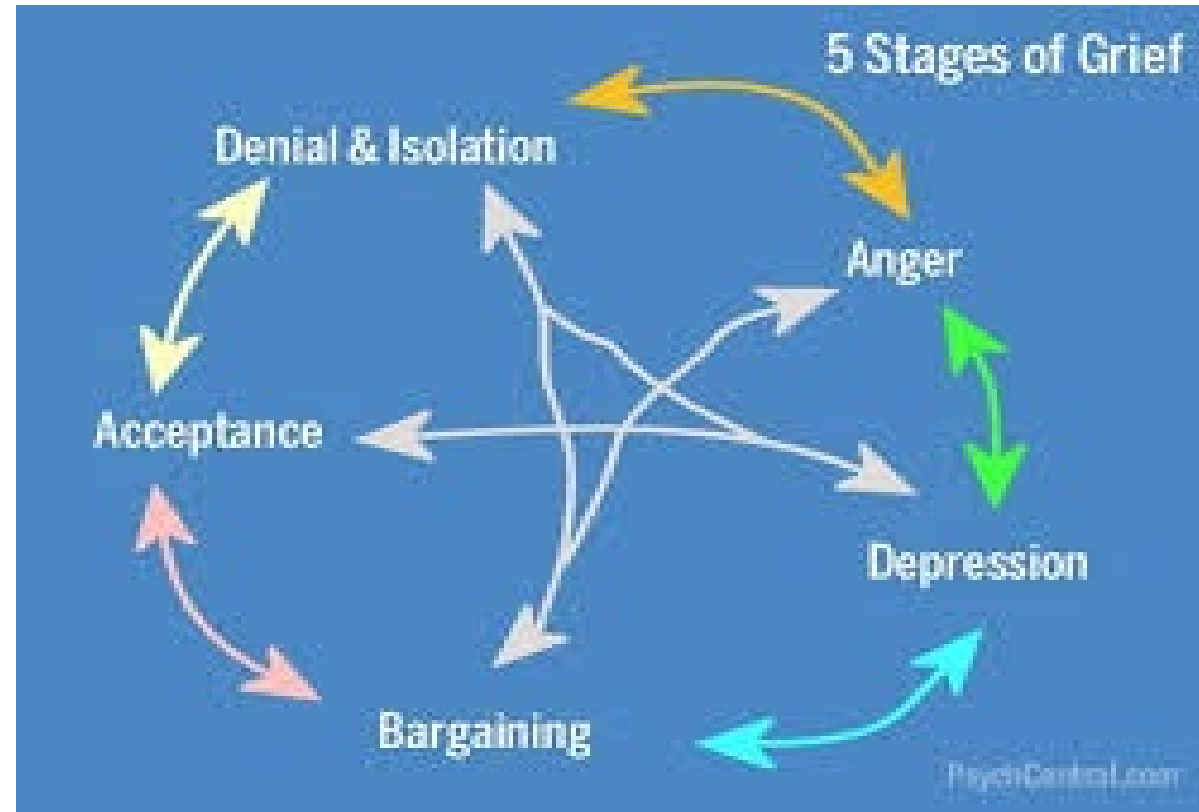 5 Stages of Grief
Denial & Isolation
Anger
Acceptance
Depression
Bargaining
PsychCentral.com